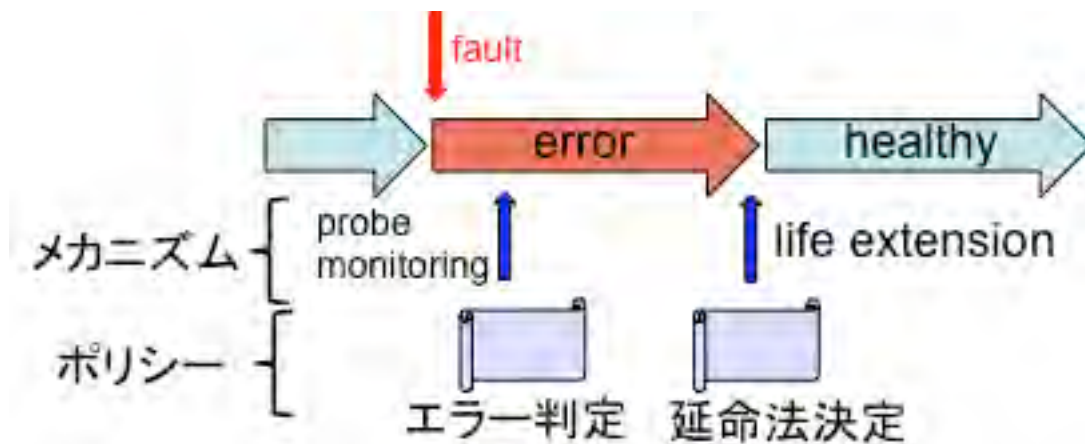 fault
error
healthy
メカニズム
probe
monitoring
life extension
ポリシー
エラー判定
延命法決定